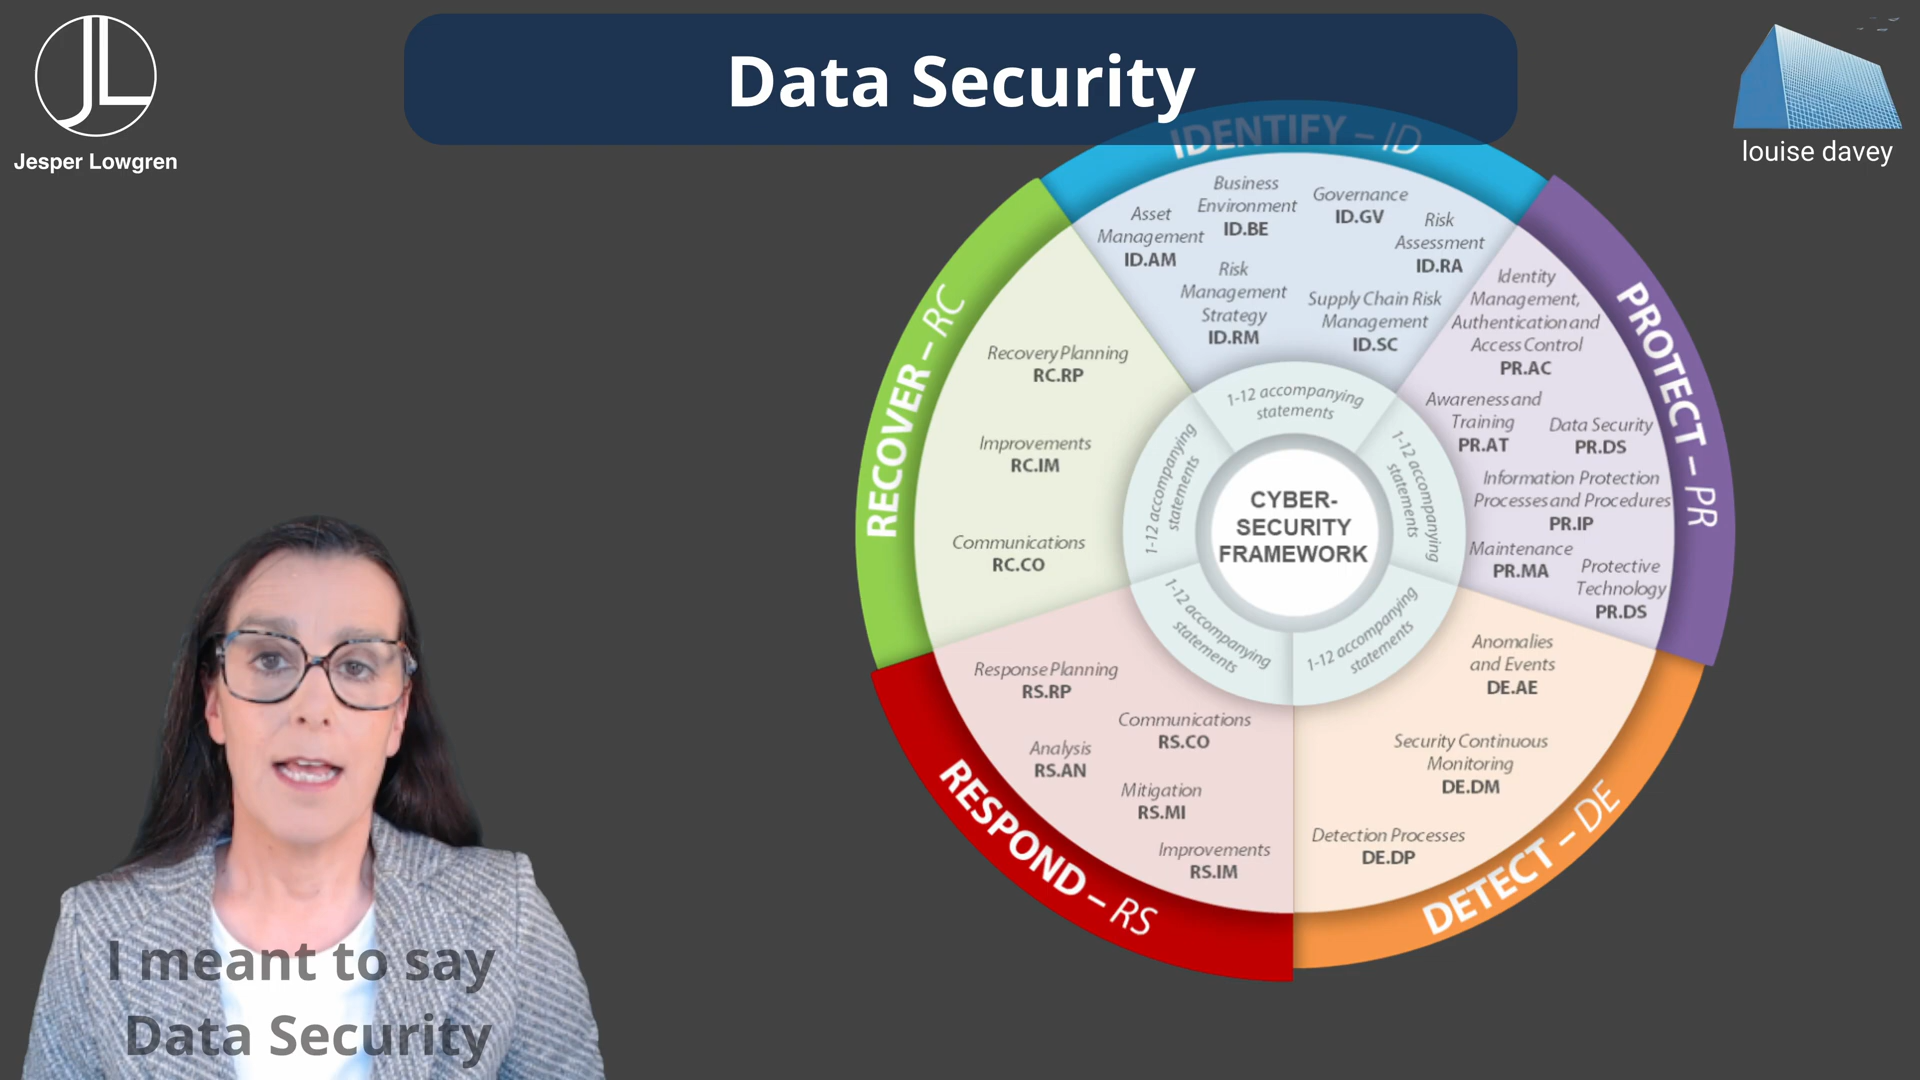 JL
Jesper Lowgren
Data Security
louise davey
IDENTIFY – ID
Asset
Management
ID.AM
Business
Environment
ID.BE
Governance
ID.GV
Risk
Assessment
ID.RA
Risk
Management
Strategy
ID.RM
Supply Chain Risk
Management
ID.SC
PROTECT – PR
Identity
Management,
Authentication and
Access Control
PR.AC
Awareness and
Training
PR.AT
Data Security
PR.DS
Information Protection
Processes and Procedures
PR.IP
Maintenance
PR.MA
Protective
Technology
PR.DS
DETECT – DE
Anomalies
and Events
DE.AE
Security Continuous
Monitoring
DE.DM
Detection Processes
DE.DP
RESPOND – RS
Response Planning
RS.RP
Communications
RS.CO
Analysis
RS.AN
Mitigation
RS.MI
Improvements
RS.IM
RECOVER – RC
Recovery Planning
RC.RP
Improvements
RC.IM
Communications
RC.CO
1-12 accompanying
statements
1-12 accompanying
statements
1-12 accompanying
statements
1-12 accompanying
statements
1-12 accompanying
statements
CYBER-
SECURITY
FRAMEWORK
I meant to say
Data Security